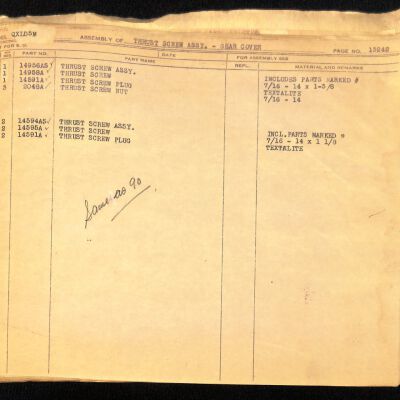 QXLD5M
ASSEMBLY OF THRUST SCREW ASSY. - GEAR COVER PAGE NO. 15242
FOR S. O. DATE FOR ASSEMBLY SEE
PART NO. PART NAME REPL. MATERIAL AND REMARKS
1 14956A5 THRUST SCREW ASSY. INCLUDES PARTS MARKED #
1 14958A THRUST SCREW 7/16 - 14 x 1-5/8
1 14591A THRUST SCREW PLUG TEXTALITE
3 2048A THRUST SCREW NUT 7/16 - 14
2 14594A5 THRUST SCREW ASSY. INCL. PARTS MARKED
2 14595A THRUST SCREW 7/16 - 14 x 1 1/8
2 14591A THRUST SCREW PLUG TEXTALITE
Same as 90